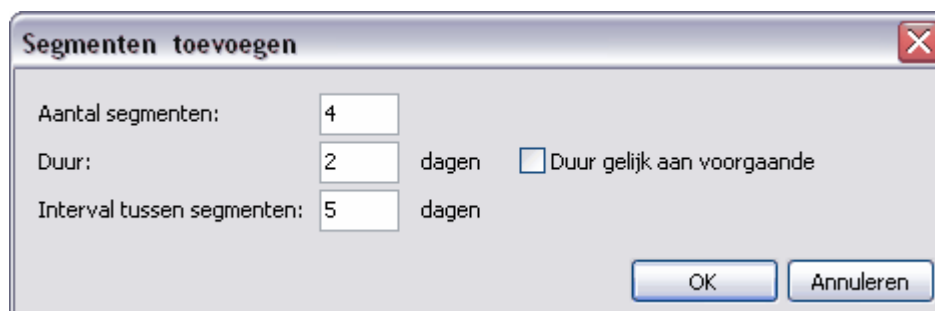 Segmenten toevoegen
Aantal segmenten: 4
Duur: 2 dagen Duur gelijk aan voorgaande
Interval tussen segmenten: 5 dagen
OK Annuleren